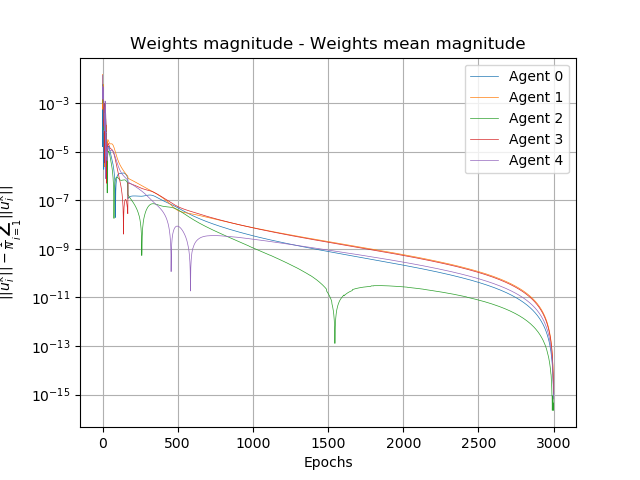 Weights magnitude - Weights mean magnitude
Agent 0
Agent 1
Agent 2
Agent 3
Agent 4
10⁻³
10⁻⁵
10⁻⁷
10⁻⁹
10⁻¹¹
10⁻¹³
10⁻¹⁵
0 500 1000 1500 2000 2500 3000
Epochs